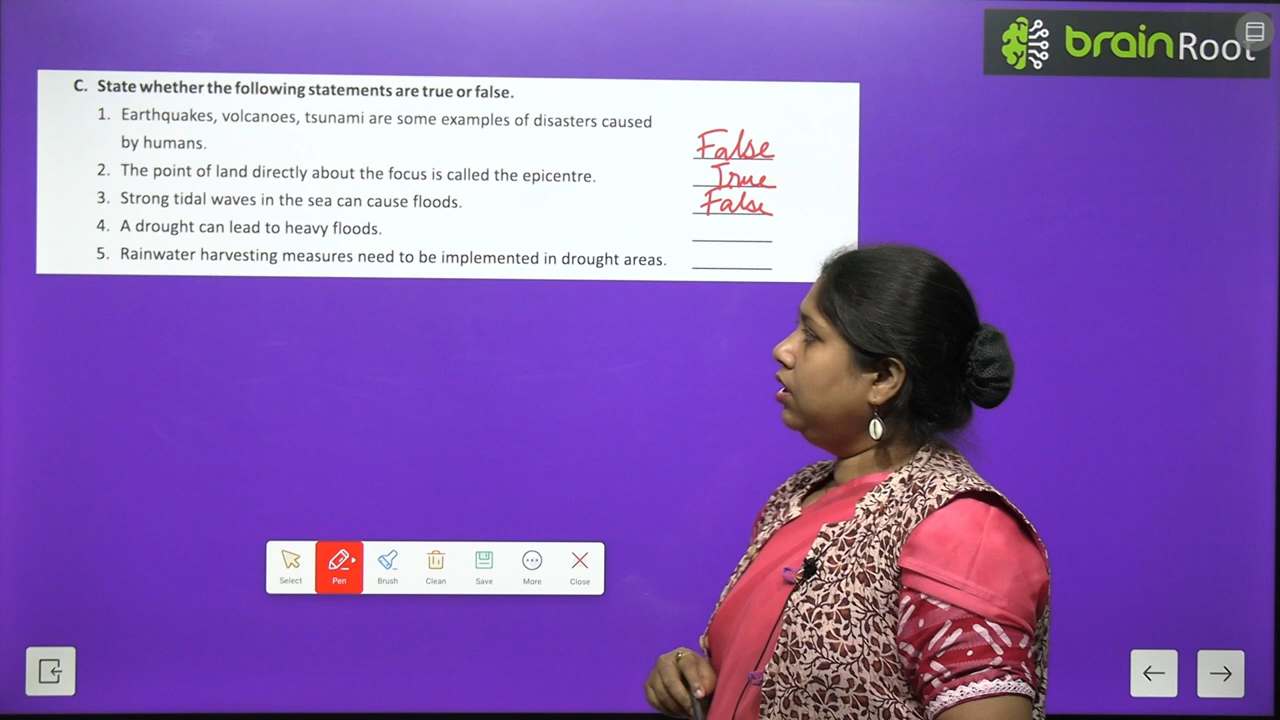 brainRoot
C. State whether the following statements are true or false.
1. Earthquakes, volcanoes, tsunami are some examples of disasters caused
by humans. False
2. The point of land directly about the focus is called the epicentre. True
3. Strong tidal waves in the sea can cause floods. False
4. A drought can lead to heavy floods.
5. Rainwater harvesting measures need to be implemented in drought areas.
Select Pen Brush Clean Save More Close